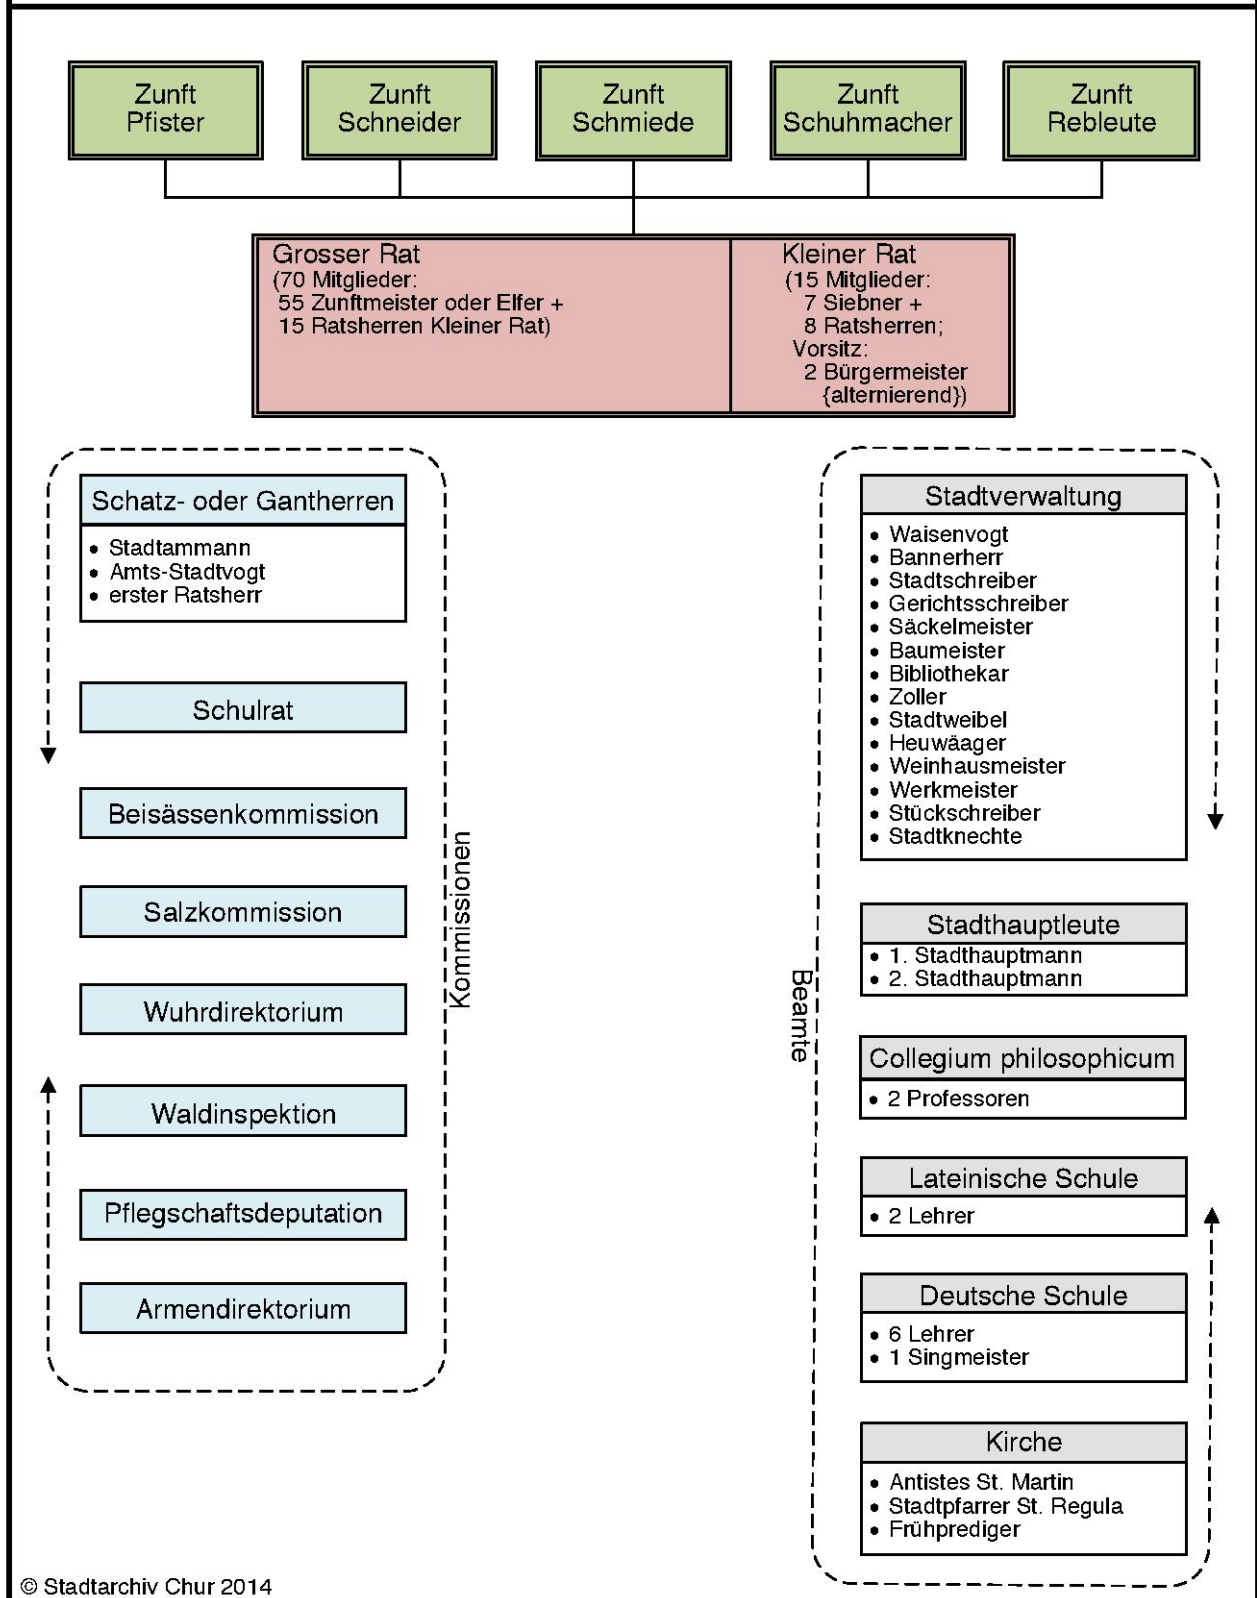 Zunft
Pfister
Zunft
Schneider
Zunft
Schmiede
Zunft
Schuhmacher
Zunft
Rebleute
Grosser Rat
(70 Mitglieder:
55 Zunftmeister oder Elfer +
15 Ratsherren Kleiner Rat)
Kleiner Rat
(15 Mitglieder:
7 Siebner +
8 Ratsherren;
Vorsitz:
2 Bürgermeister
{alternierend})
Schatz- oder Gantherren
• Stadtammann
• Amts-Stadtvogt
• erster Ratsherr
Schulrat
Beisässenkommission
Salzkommission
Wuhrdirektorium
Waldinspektion
Pflegschaftsdeputation
Armendirektorium
Kommissionen
Beamte
Stadtverwaltung
• Waisenvogt
• Bannerherr
• Stadtschreiber
• Gerichtsschreiber
• Säckelmeister
• Baumeister
• Bibliothekar
• Zoller
• Stadtweibel
• Heuwäager
• Weinhausmeister
• Werkmeister
• Stückschreiber
• Stadtknechte
Stadthauptleute
• 1. Stadthauptmann
• 2. Stadthauptmann
Collegium philosophicum
• 2 Professoren
Lateinische Schule
• 2 Lehrer
Deutsche Schule
• 6 Lehrer
• 1 Singmeister
Kirche
• Antistes St. Martin
• Stadtpfarrer St. Regula
• Frühprediger
© Stadtarchiv Chur 2014